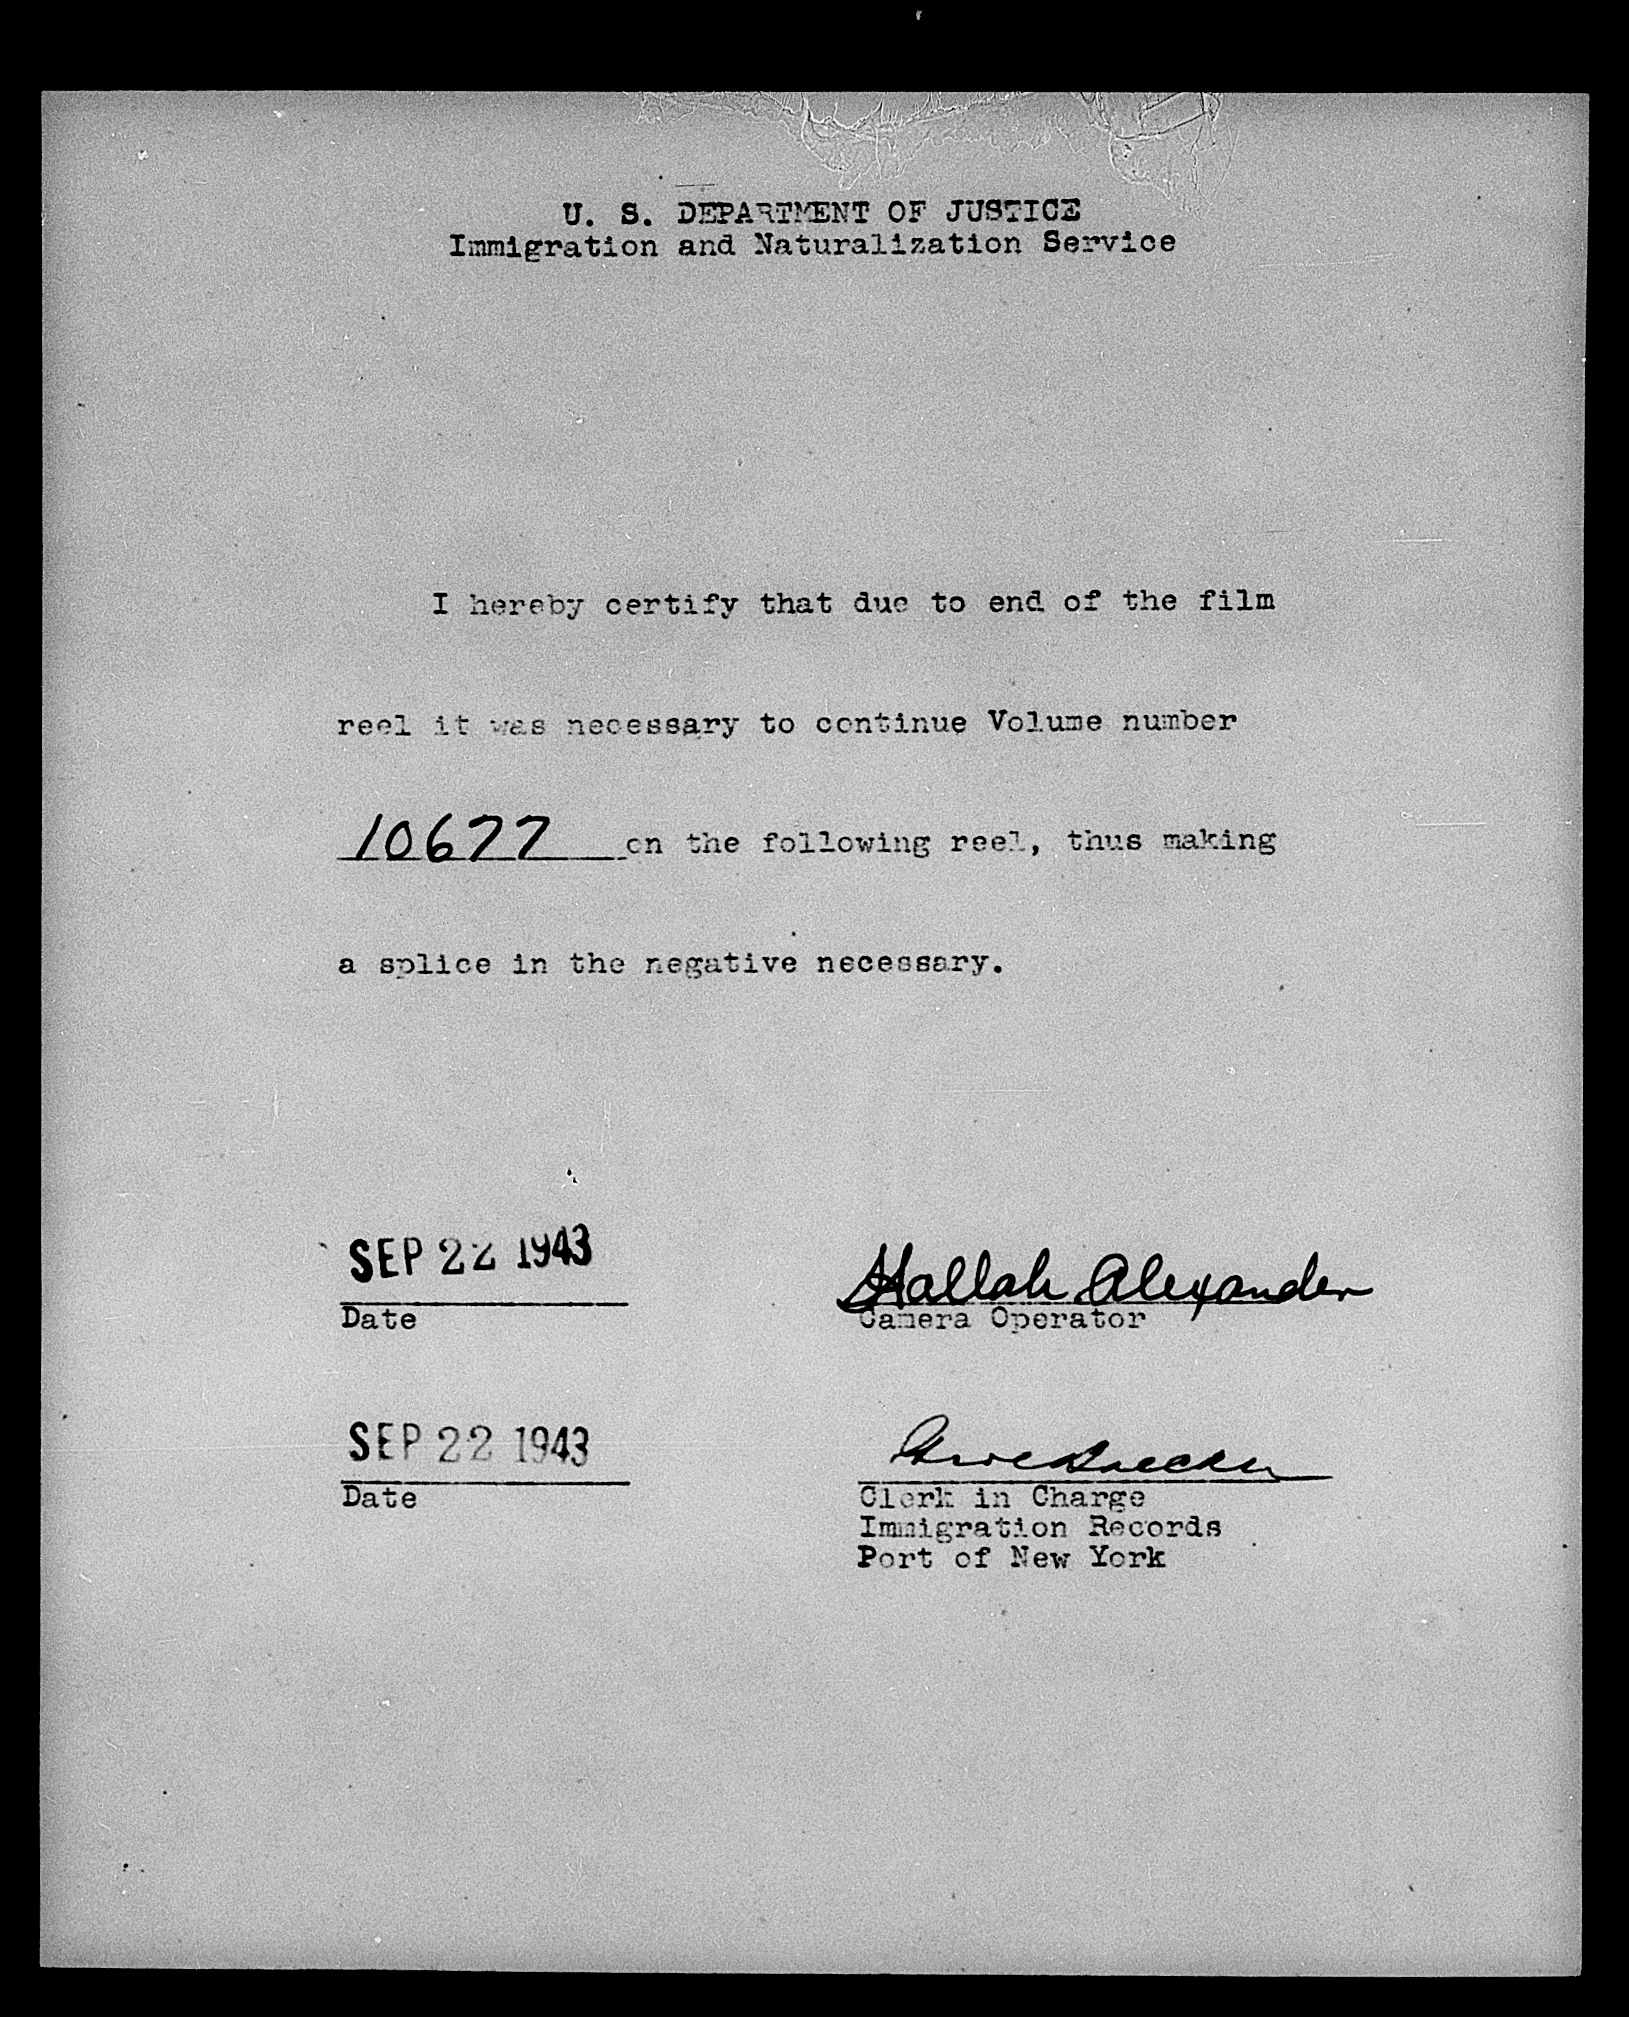 U. S. DEPARTMENT OF JUSTICE
Immigration and Naturalization Service
I hereby certify that due to end of the film
reel it was necessary to continue Volume number
10677 on the following reel, thus making
a splice in the negative necessary.
SEP 22 1943
Date
Hallah Alexander
Camera Operator
SEP 22 1943
Date
Clerk in Charge
Immigration Records
Port of New York